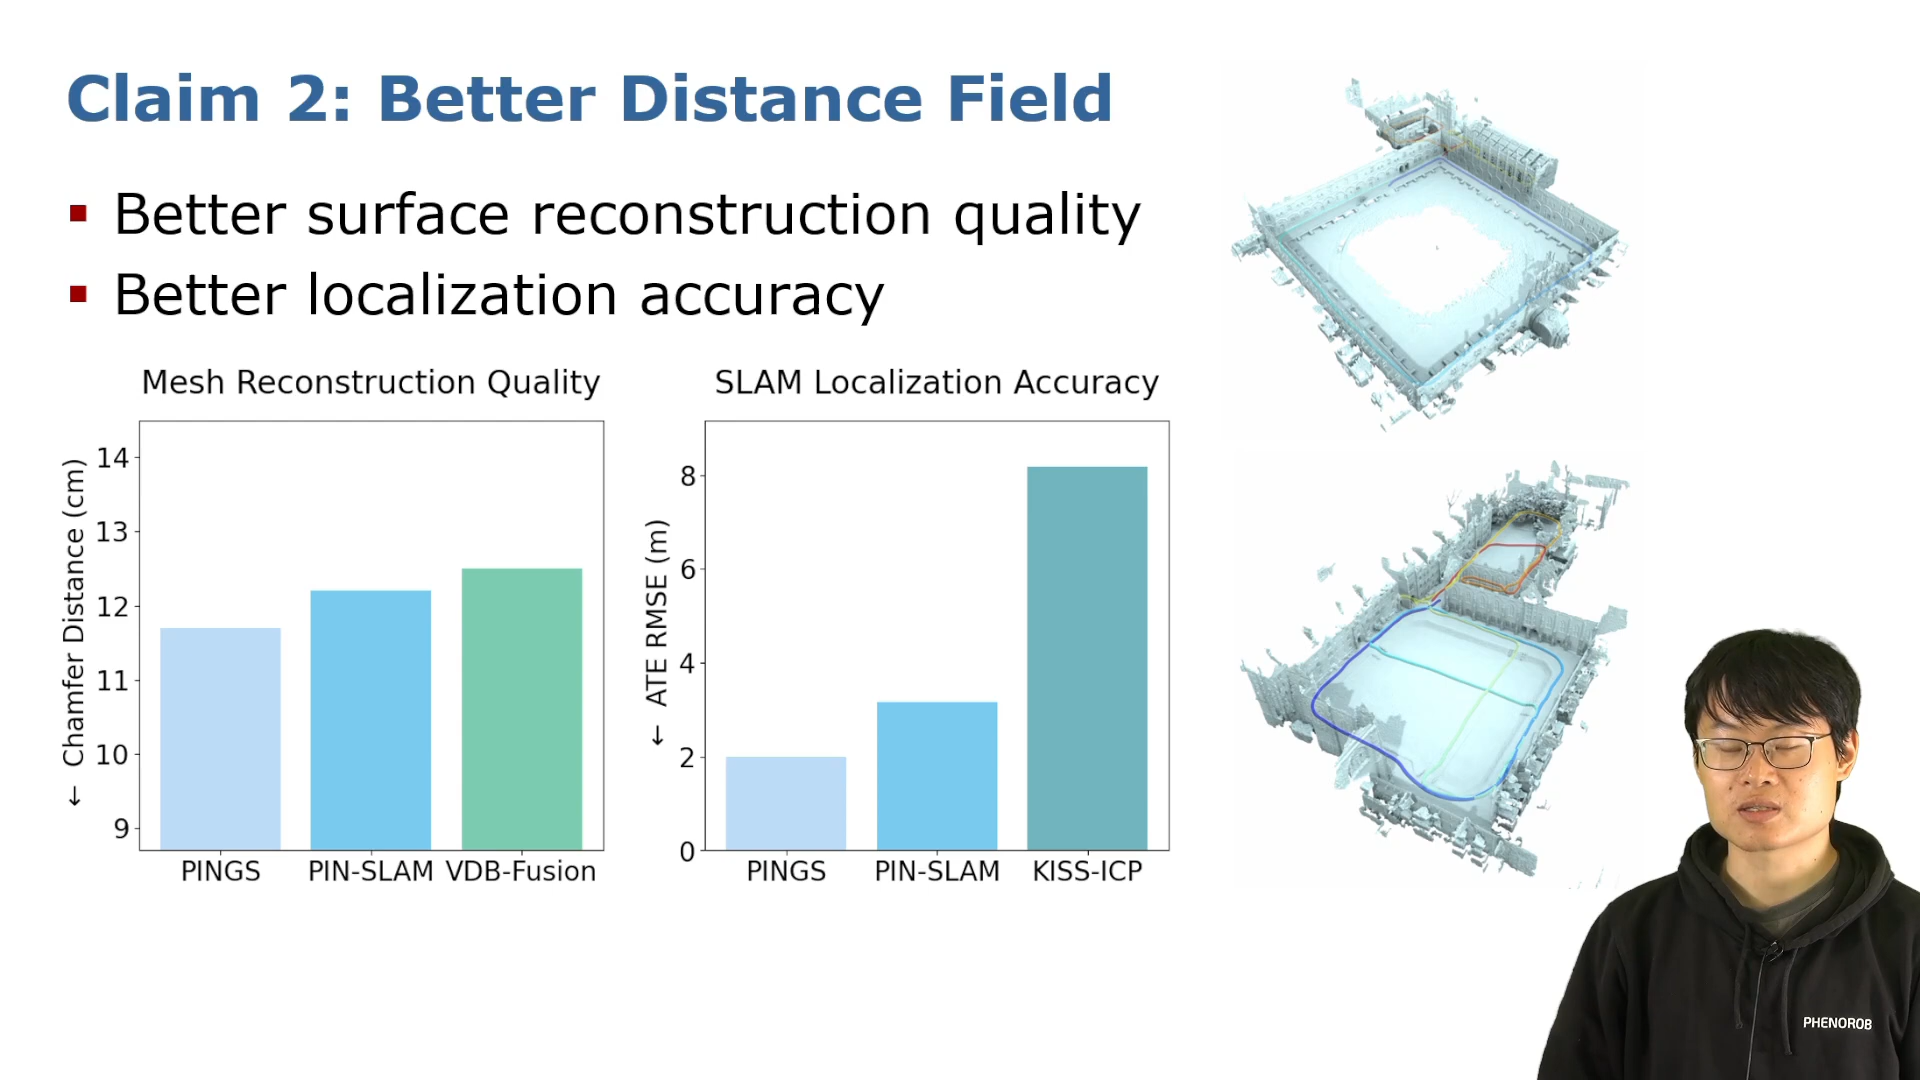 Claim 2: Better Distance Field
▪ Better surface reconstruction quality
▪ Better localization accuracy
Mesh Reconstruction Quality
← Chamfer Distance (cm)
14
13
12
11
10
9
PINGS PIN-SLAM VDB-Fusion
SLAM Localization Accuracy
← ATE RMSE (m)
8
6
4
2
0
PINGS PIN-SLAM KISS-ICP
PHENOROB